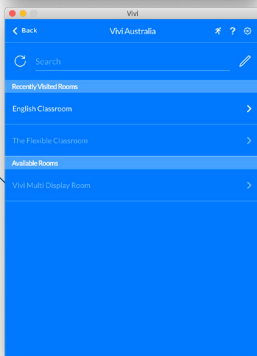 Vivi
Back
Vivi Australia
?
Search
Recently Visited Rooms
English Classroom
The Flexible Classroom
Available Rooms
Vivi Multi Display Room